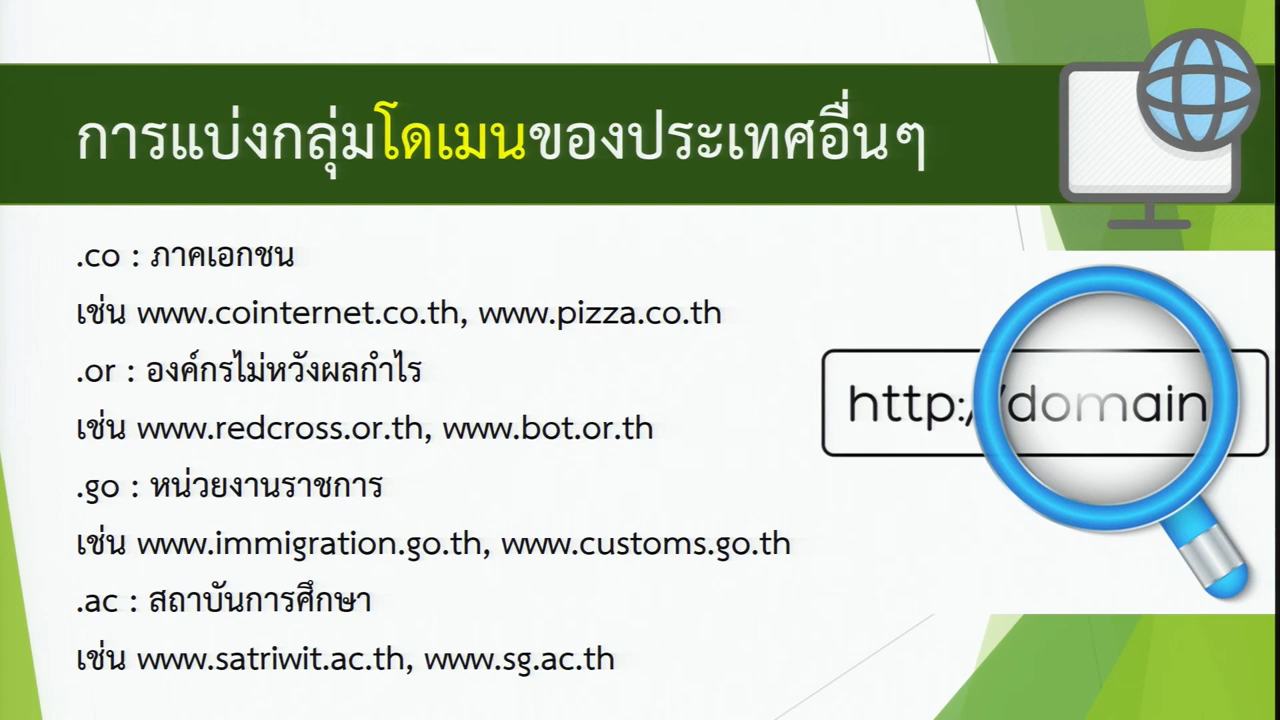 การแบ่งกลุ่มโดเมนของประเทศอื่นๆ
.co : ภาคเอกชน
เช่น www.cointernet.co.th, www.pizza.co.th
.or : องค์กรไม่หวังผลกำไร
เช่น www.redcross.or.th, www.bot.or.th
.go : หน่วยงานราชการ
เช่น www.immigration.go.th, www.customs.go.th
.ac : สถาบันการศึกษา
เช่น www.satriwit.ac.th, www.sg.ac.th
http://domain